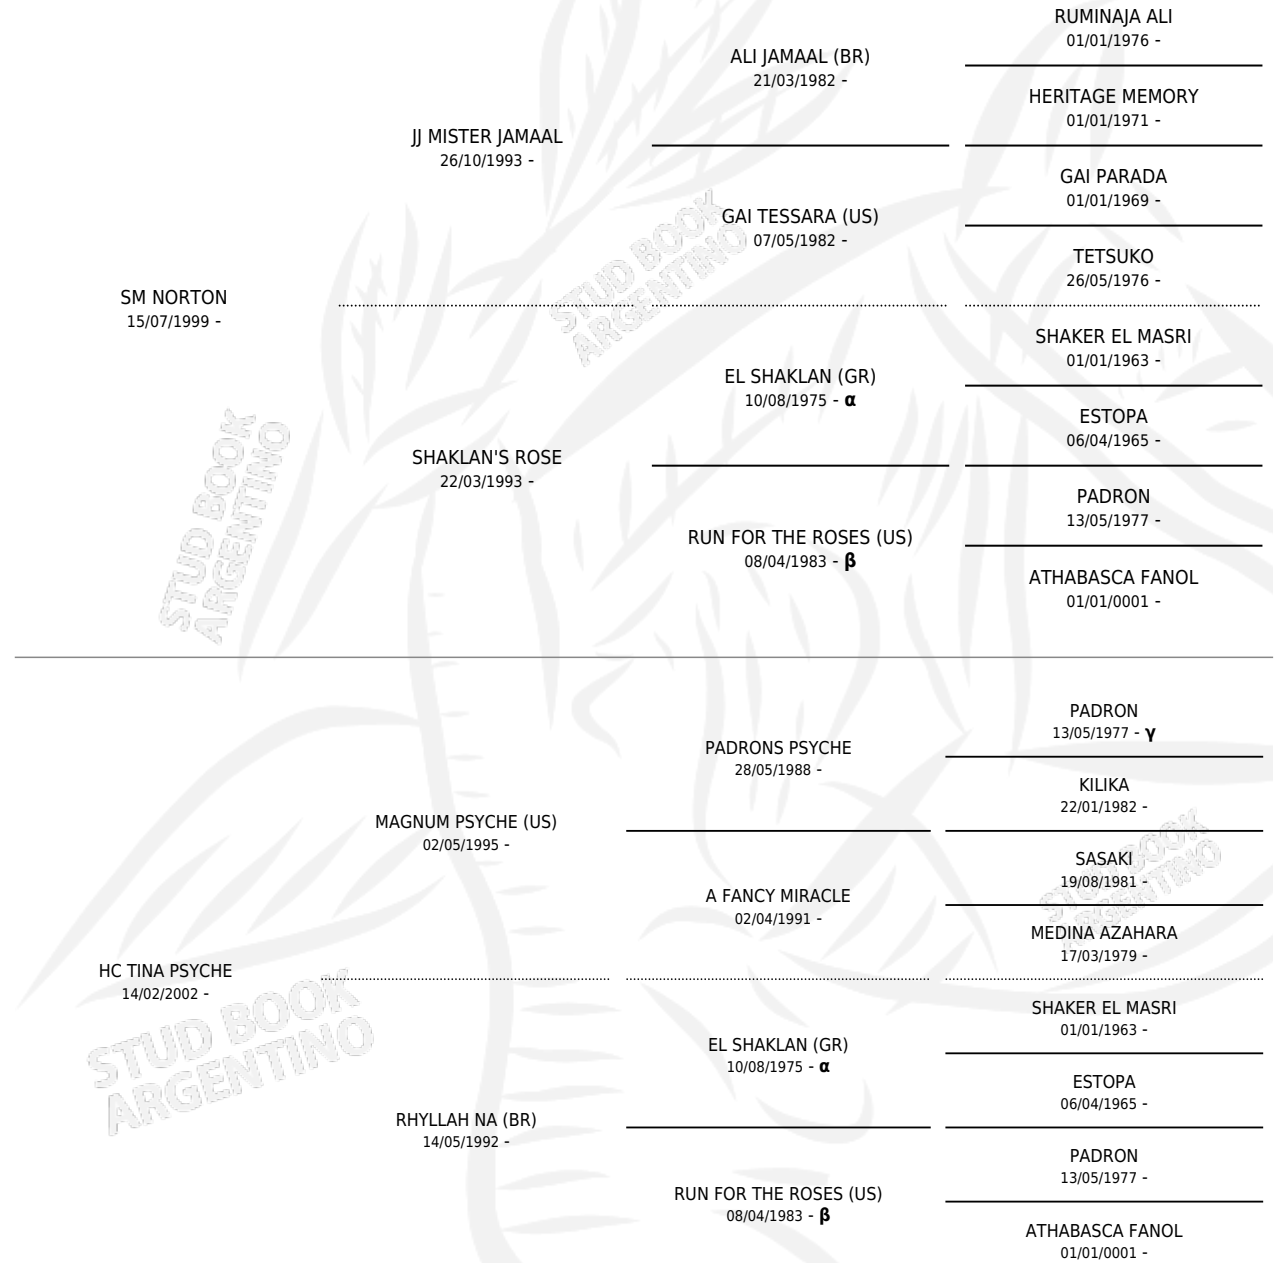 RUMINAJA ALI
01/01/1976 -
ALI JAMAAL (BR)
21/03/1982 -
HERITAGE MEMORY
01/01/1971 -
JJ MISTER JAMAAL
26/10/1993 -
GAI PARADA
01/01/1969 -
GAI TESSARA (US)
07/05/1982 -
TETSUKO
26/05/1976 -
SM NORTON
15/07/1999 -
SHAKER EL MASRI
01/01/1963 -
EL SHAKLAN (GR)
10/08/1975 - α
ESTOPA
06/04/1965 -
SHAKLAN'S ROSE
22/03/1993 -
PADRON
13/05/1977 -
RUN FOR THE ROSES (US)
08/04/1983 - β
ATHABASCA FANOL
01/01/0001 -
STUD BOOK
ARGENTINO
STUD BOOK
ARGENTINO
PADRON
13/05/1977 - γ
PADRONS PSYCHE
28/05/1988 -
KILIKA
22/01/1982 -
MAGNUM PSYCHE (US)
02/05/1995 -
SASAKI
19/08/1981 -
A FANCY MIRACLE
02/04/1991 -
MEDINA AZAHARA
17/03/1979 -
HC TINA PSYCHE
14/02/2002 -
SHAKER EL MASRI
01/01/1963 -
EL SHAKLAN (GR)
10/08/1975 - α
ESTOPA
06/04/1965 -
RHYLLAH NA (BR)
14/05/1992 -
PADRON
13/05/1977 -
RUN FOR THE ROSES (US)
08/04/1983 - β
ATHABASCA FANOL
01/01/0001 -
STUD BOOK
ARGENTINO
STUD BOOK
ARGENTINO